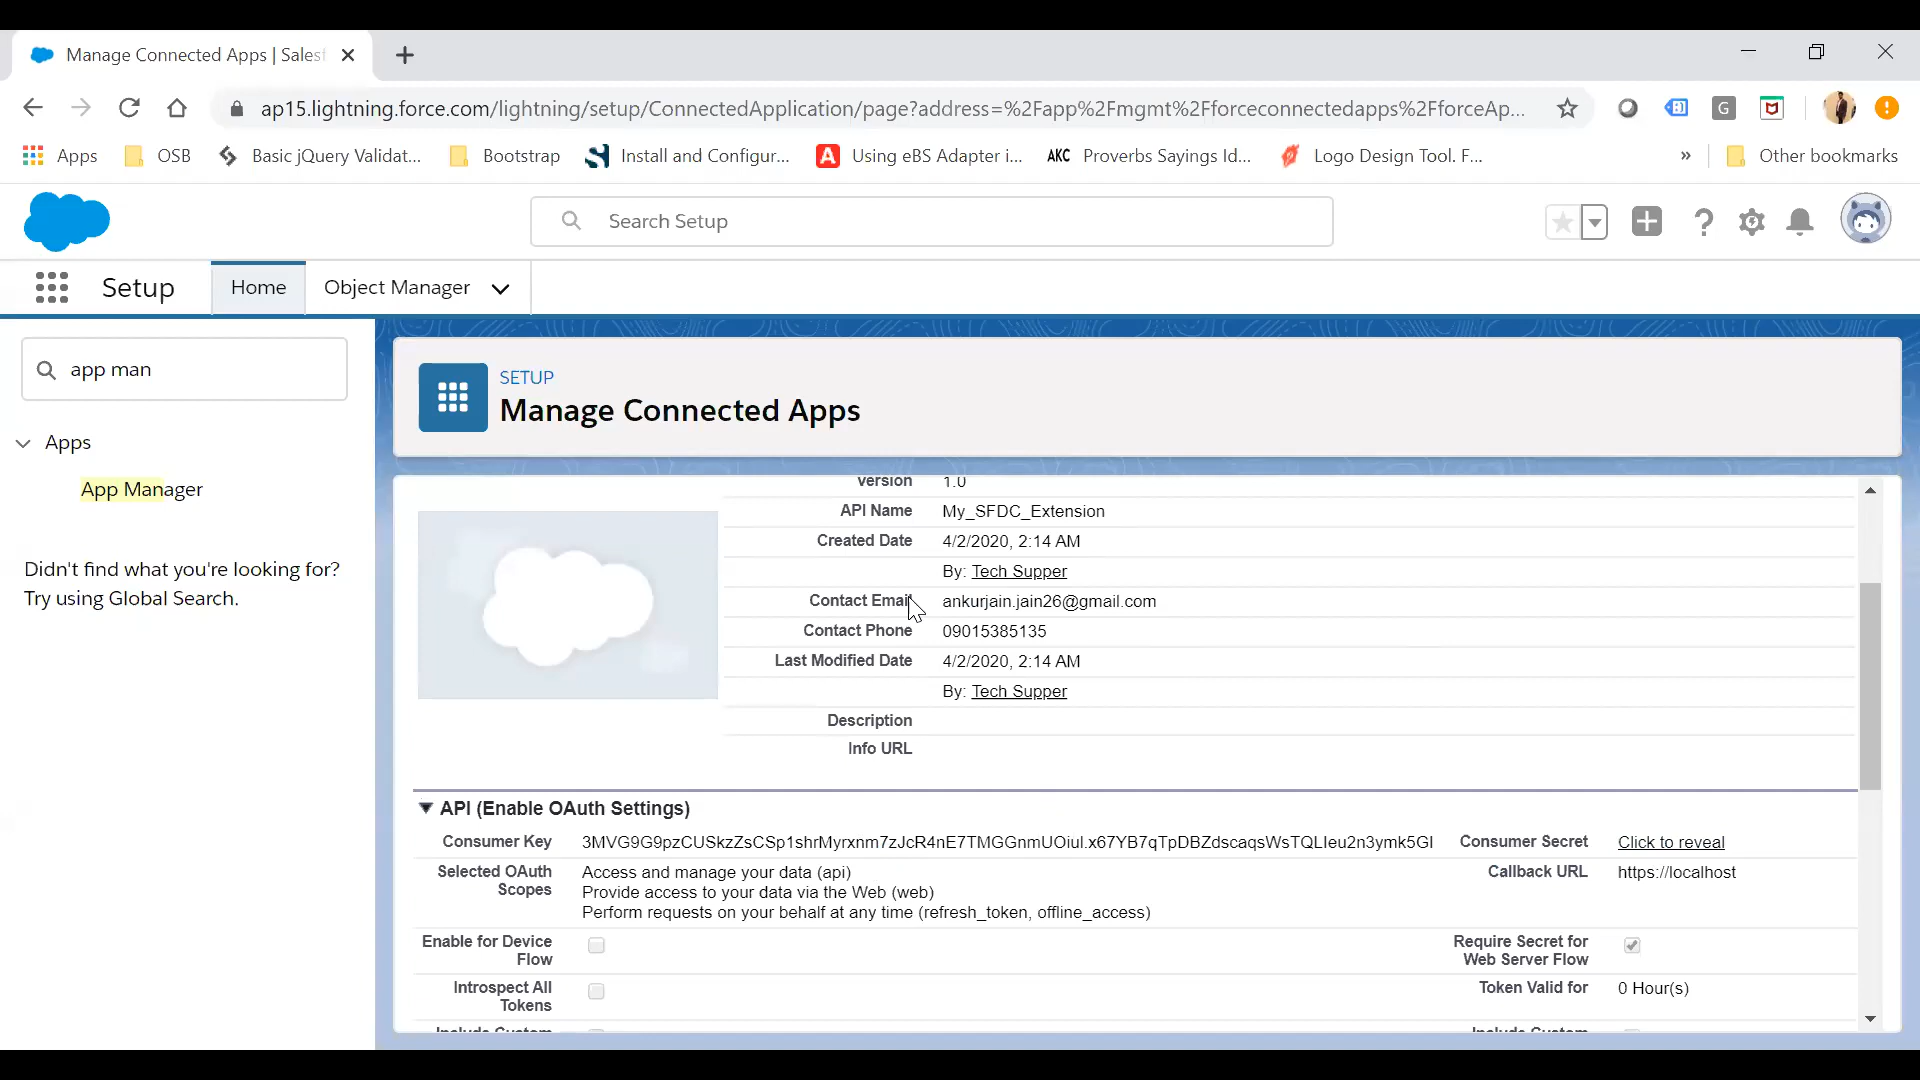 Manage Connected Apps | Salesf
ap15.lightning.force.com/lightning/setup/ConnectedApplication/page?address=%2Fapp%2Fmgmt%2Fforceconnectedapps%2FforceAp...
G
Apps
OSB
Basic jQuery Validat...
Bootstrap
Install and Configur...
A
Using eBS Adapter i...
AKC
Proverbs Sayings Id...
Logo Design Tool. F...
»
Other bookmarks
Search Setup
Setup
Home
Object Manager
app man
Apps
App Manager
Didn't find what you're looking for?
Try using Global Search.
SETUP
Manage Connected Apps
Version 1.0
API Name My_SFDC_Extension
Created Date 4/2/2020, 2:14 AM
By: Tech Supper
Contact Email ankurjain.jain26@gmail.com
Contact Phone 09015385135
Last Modified Date 4/2/2020, 2:14 AM
By: Tech Supper
Description
Info URL
API (Enable OAuth Settings)
Consumer Key 3MVG9G9pzCUSkzZsCSp1shrMyrxnm7zJcR4nE7TMGGnmUOiul.x67YB7qTpDBZdscaqsWsTQLIeu2n3ymk5GI
Consumer Secret Click to reveal
Selected OAuth
Scopes
Access and manage your data (api)
Provide access to your data via the Web (web)
Perform requests on your behalf at any time (refresh_token, offline_access)
Callback URL https://localhost
Enable for Device
Flow
Require Secret for
Web Server Flow
Introspect All
Tokens
Token Valid for 0 Hour(s)
Include Custom
Include Custom